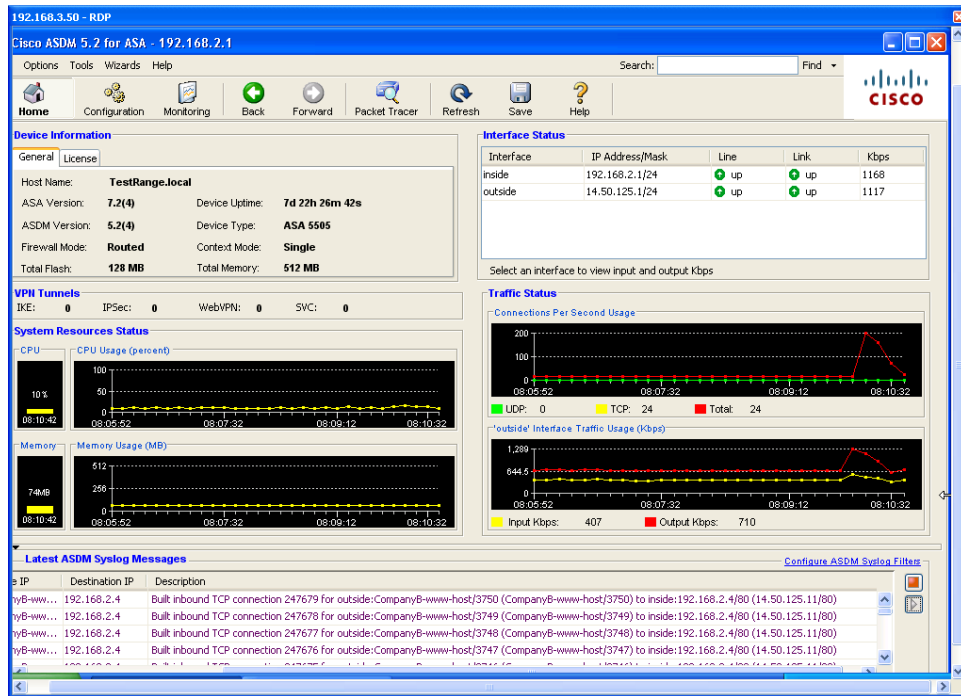 192.168.3.50 - RDP
Cisco ASDM 5.2 for ASA - 192.168.2.1
Options Tools Wizards Help Search: Find
Home Configuration Monitoring Back Forward Packet Tracer Refresh Save Help
CISCO
Device Information
General License
Host Name: TestRange.local
ASA Version: 7.2(4) Device Uptime: 7d 22h 26m 42s
ASDM Version: 5.2(4) Device Type: ASA 5505
Firewall Mode: Routed Context Mode: Single
Total Flash: 128 MB Total Memory: 512 MB
Interface Status
Interface IP Address/Mask Line Link Kbps
inside 192.168.2.1/24 up up 1168
outside 14.50.125.1/24 up up 1117
Select an interface to view input and output Kbps
VPN Tunnels
IKE: 0 IPSec: 0 WebVPN: 0 SVC: 0
System Resources Status
CPU
10%
08:10:42
CPU Usage (percent)
100
50
0
08:05:52 08:07:32 08:09:12 08:10:32
Memory
74MB
08:10:42
Memory Usage (MB)
512
256
0
08:05:52 08:07:32 08:09:12 08:10:32
Traffic Status
Connections Per Second Usage
200
100
0
08:05:52 08:07:32 08:09:12 08:10:32
UDP: 0 TCP: 24 Total: 24
'outside' Interface Traffic Usage (Kbps)
1,289
644.5
0
08:05:52 08:07:32 08:09:12 08:10:32
Input Kbps: 407 Output Kbps: 710
Latest ASDM Syslog Messages Configure ASDM Syslog Filters
e IP Destination IP Description
nyB-ww... 192.168.2.4 Built inbound TCP connection 247679 for outside:CompanyB-www-host/3750 (CompanyB-www-host/3750) to inside:192.168.2.4/80 (14.50.125.11/80)
nyB-ww... 192.168.2.4 Built inbound TCP connection 247678 for outside:CompanyB-www-host/3749 (CompanyB-www-host/3749) to inside:192.168.2.4/80 (14.50.125.11/80)
nyB-ww... 192.168.2.4 Built inbound TCP connection 247677 for outside:CompanyB-www-host/3748 (CompanyB-www-host/3748) to inside:192.168.2.4/80 (14.50.125.11/80)
nyB-ww... 192.168.2.4 Built inbound TCP connection 247676 for outside:CompanyB-www-host/3747 (CompanyB-www-host/3747) to inside:192.168.2.4/80 (14.50.125.11/80)